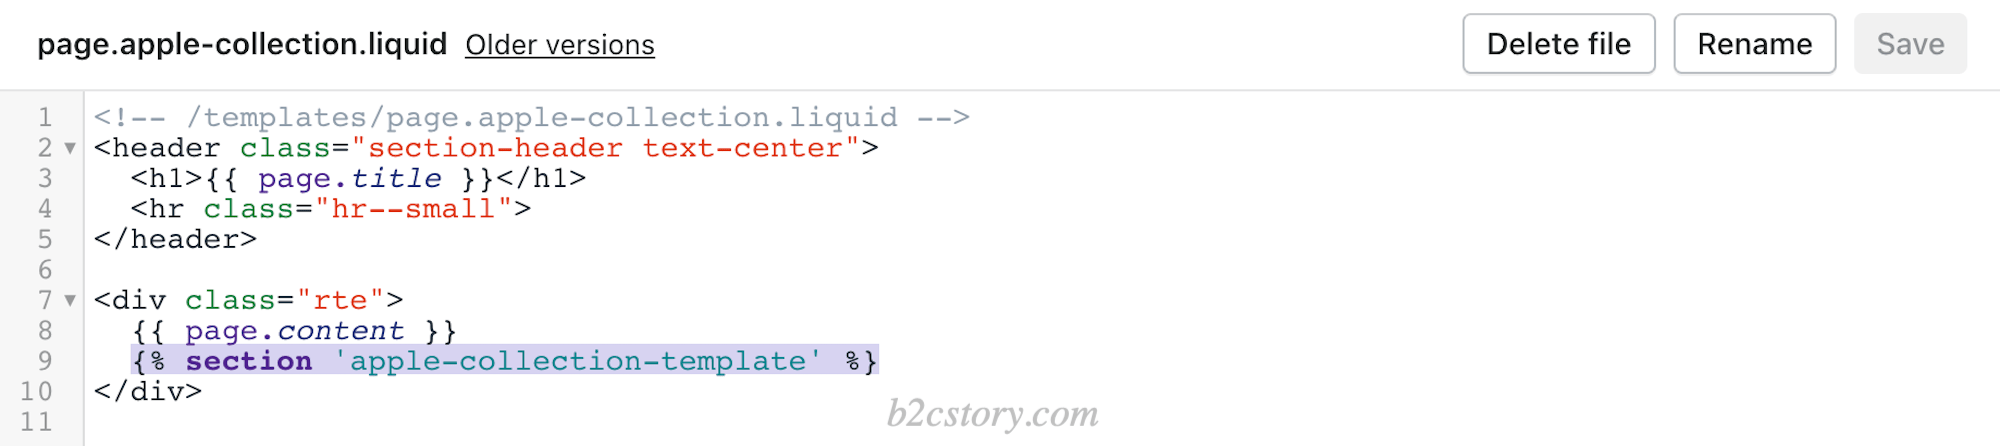 page.apple-collection.liquid Older versions Delete file Rename Save
1 <!-- /templates/page.apple-collection.liquid -->
2 ▼ <header class="section-header text-center">
3   <h1>{{ page.title }}</h1>
4   <hr class="hr--small">
5 </header>
6
7 ▼ <div class="rte">
8   {{ page.content }}
9   {% section 'apple-collection-template' %}
10 </div>
11
b2cstory.com